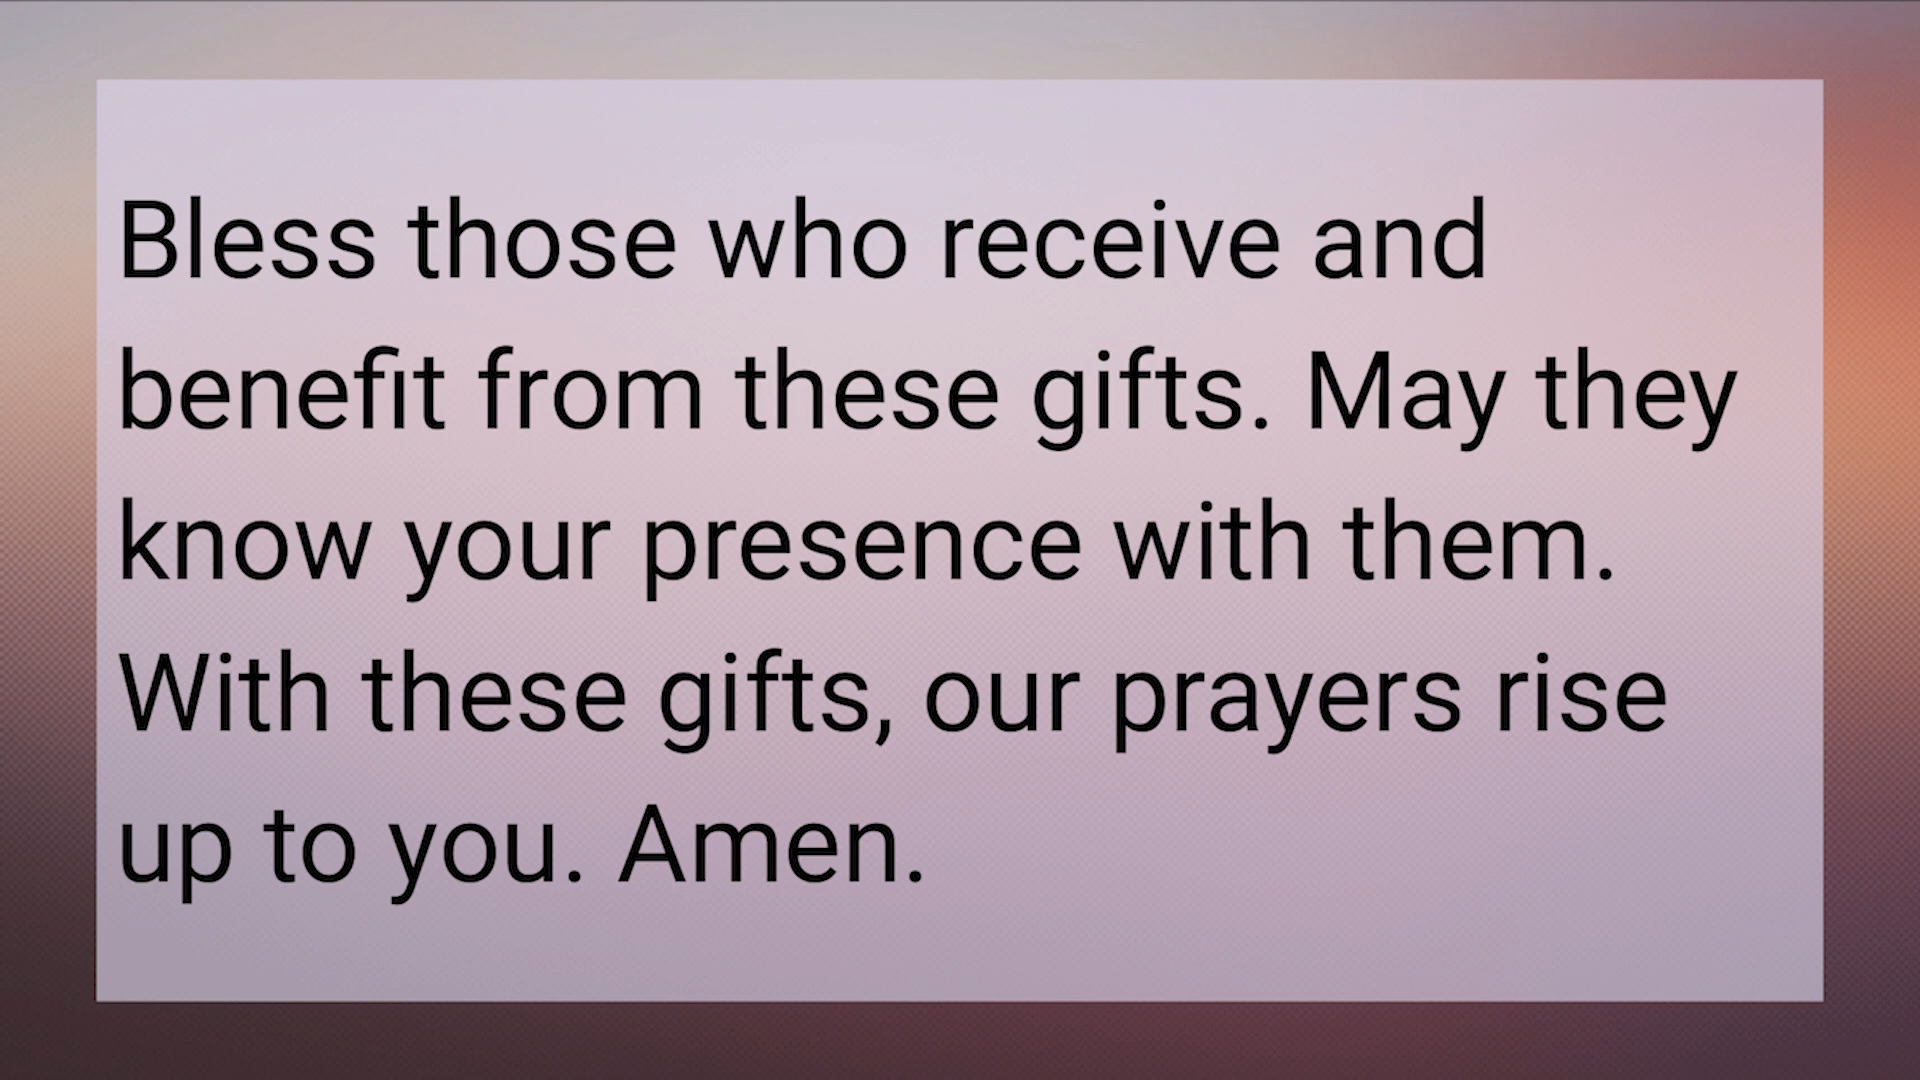 Bless those who receive and
benefit from these gifts. May they
know your presence with them.
With these gifts, our prayers rise
up to you. Amen.